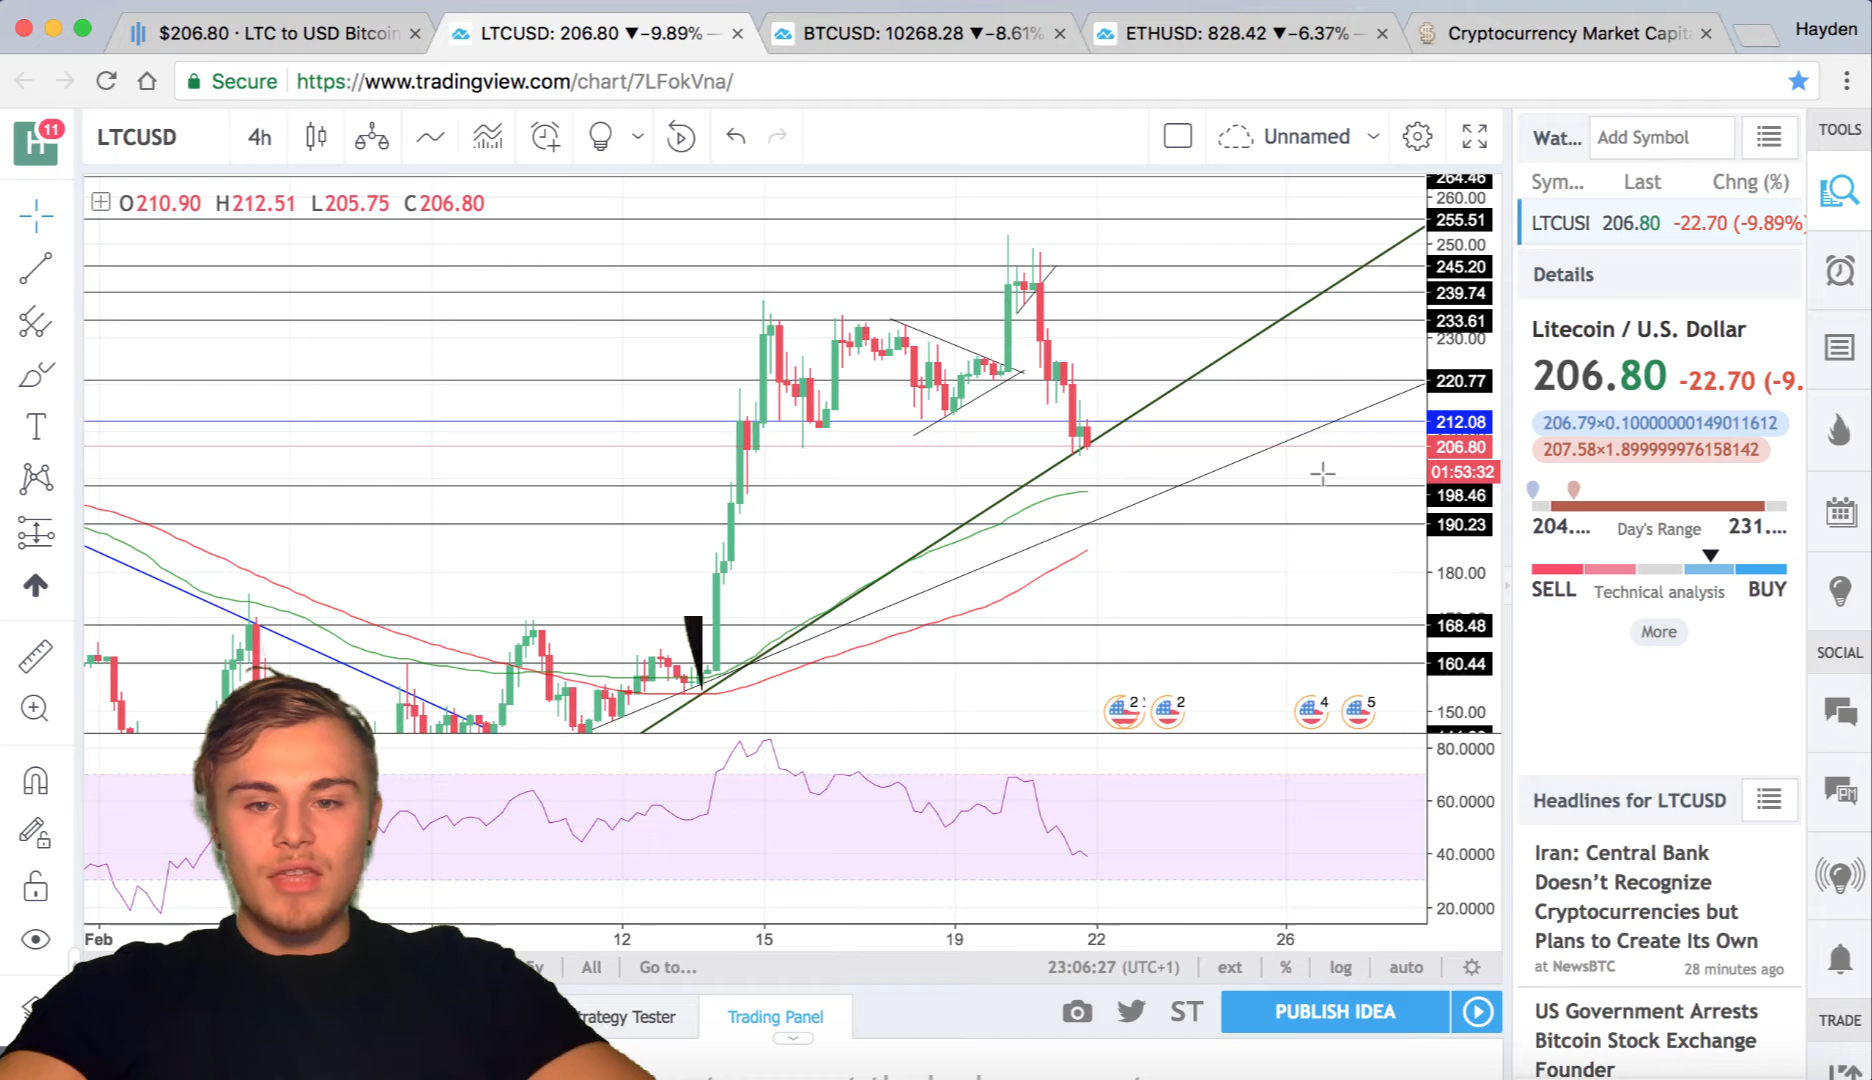 $206.80 · LTC to USD Bitcoin
LTCUSD: 206.80 ▼−9.89% —
BTCUSD: 10268.28 ▼−8.61%
ETHUSD: 828.42 ▼−6.37% —
Cryptocurrency Market Capit
Hayden
Secure
https://www.tradingview.com/chart/7LFokVna/
H
11
LTCUSD
4h
Unnamed
O210.90 H212.51 L205.75 C206.80
264.46
260.00
255.51
250.00
245.20
239.74
233.61
230.00
220.77
212.08
206.80
01:53:32
198.46
190.23
180.00
168.48
160.44
150.00
80.0000
60.0000
40.0000
20.0000
2
2
4
5
Feb
12
15
19
22
26
All
Go to...
23:06:27 (UTC+1)
ext
%
log
auto
rategy Tester
Trading Panel
ST
PUBLISH IDEA
Wat...
Add Symbol
Sym...
Last
Chng (%)
LTCUSI
206.80
-22.70 (-9.89%)
Details
Litecoin / U.S. Dollar
206.80
-22.70 (-9.
206.79×0.10000000149011612
207.58×1.899999976158142
204....
Day's Range
231....
SELL
Technical analysis
BUY
More
Headlines for LTCUSD
Iran: Central Bank
Doesn't Recognize
Cryptocurrencies but
Plans to Create Its Own
at NewsBTC
28 minutes ago
US Government Arrests
Bitcoin Stock Exchange
Founder
TOOLS
SOCIAL
PM
TRADE